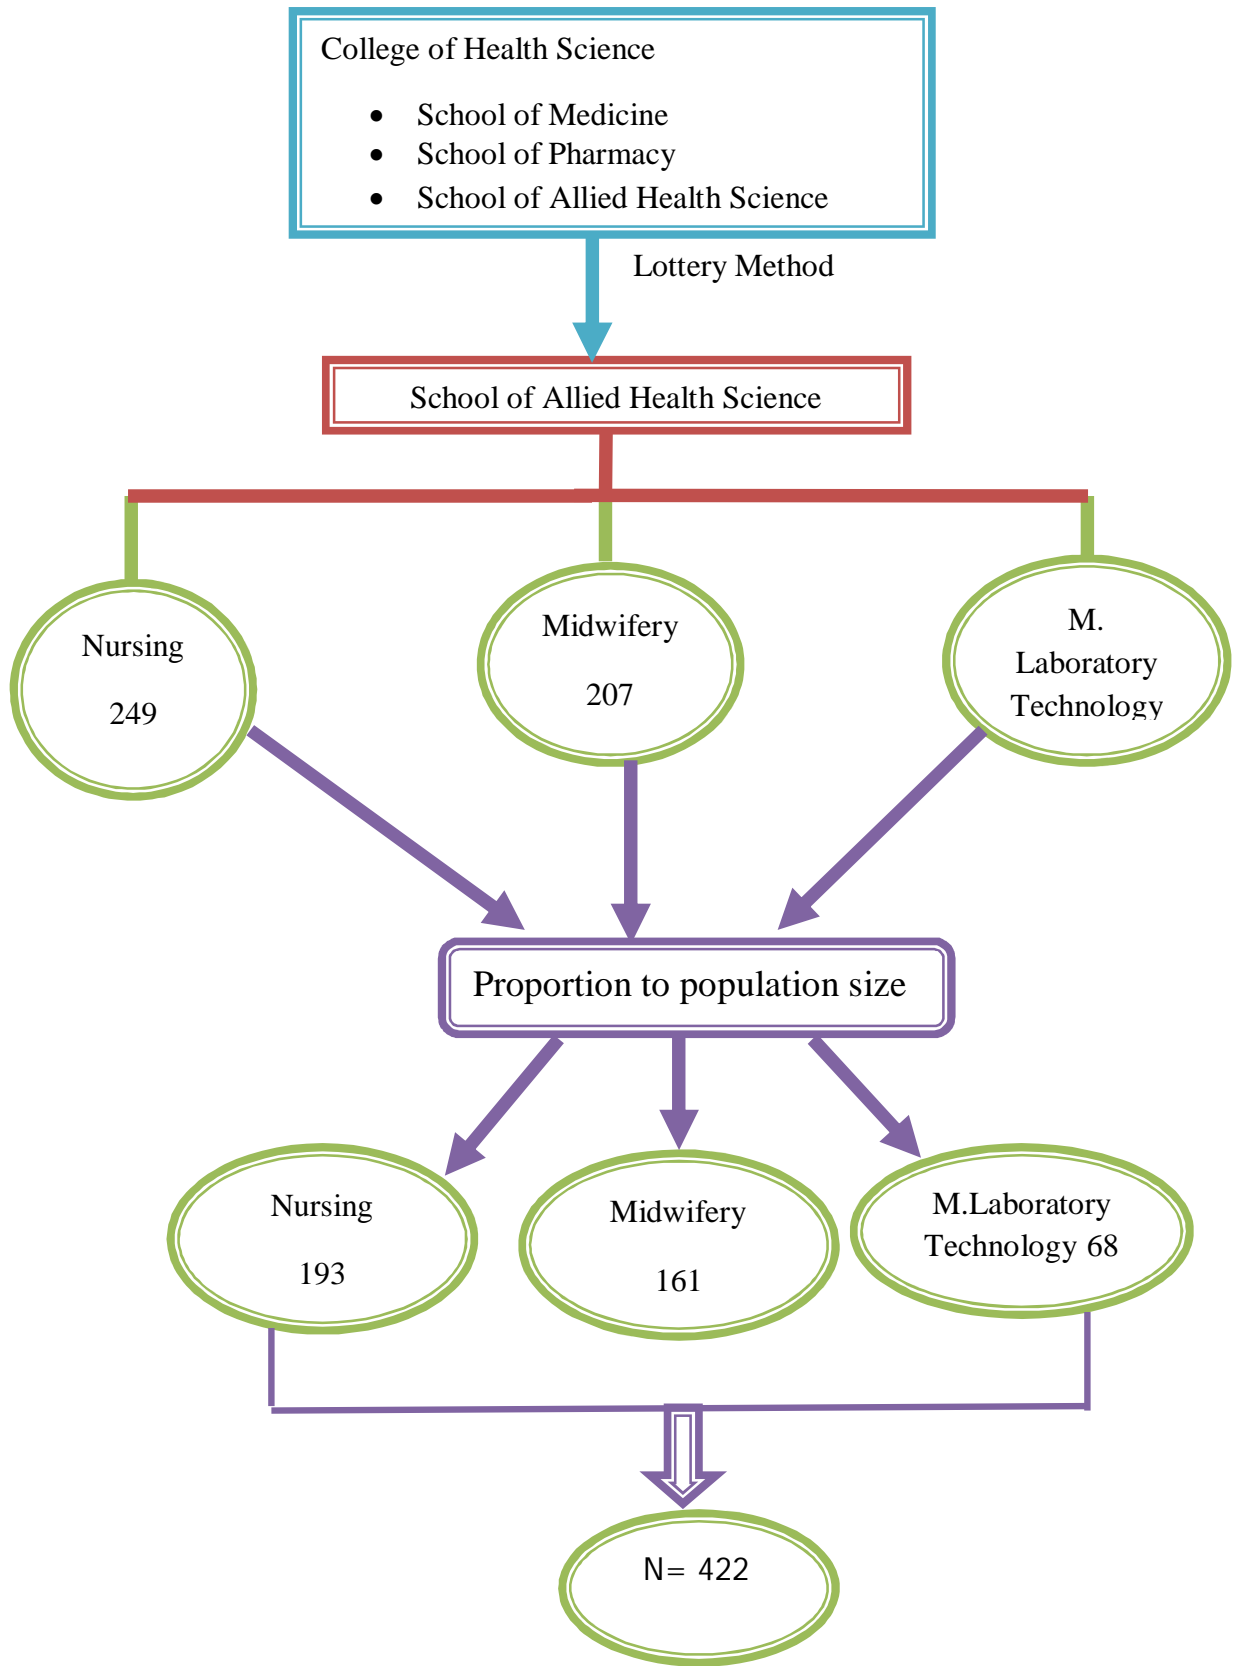 College of Health Science
• School of Medicine
• School of Pharmacy
• School of Allied Health Science
Lottery Method
School of Allied Health Science
Nursing
249
Midwifery
207
M.
Laboratory
Technology
Proportion to population size
Nursing
193
Midwifery
161
M.Laboratory
Technology 68
N= 422